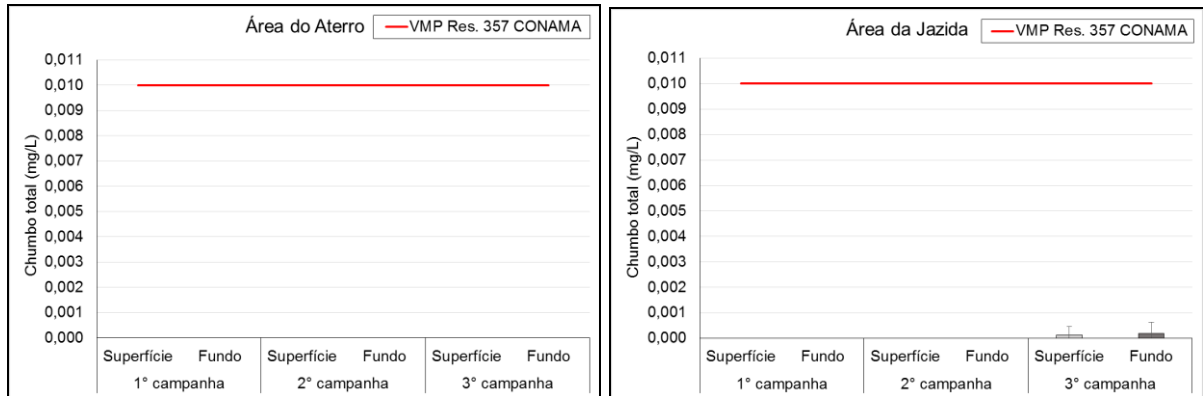 Área do Aterro
VMP Res. 357 CONAMA
Chumbo total (mg/L)
0,011
0,010
0,009
0,008
0,007
0,006
0,005
0,004
0,003
0,002
0,001
0,000
Superfície Fundo Superfície Fundo Superfície Fundo
1° campanha 2° campanha 3° campanha
Área da Jazida
VMP Res. 357 CONAMA
Chumbo total (mg/L)
0,011
0,010
0,009
0,008
0,007
0,006
0,005
0,004
0,003
0,002
0,001
0,000
Superfície Fundo Superfície Fundo Superfície Fundo
1° campanha 2° campanha 3° campanha